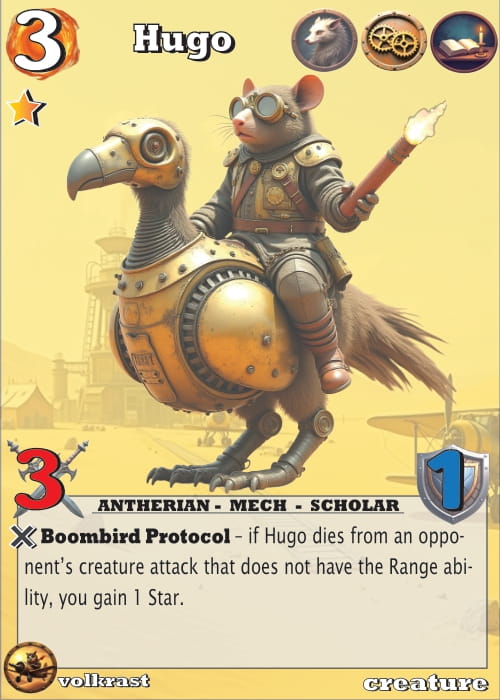 3
Hugo
3
1
ANTHERIAN - MECH - SCHOLAR
Boombird Protocol – if Hugo dies from an oppo-
nent's creature attack that does not have the Range abi-
lity, you gain 1 Star.
volkrast
creature